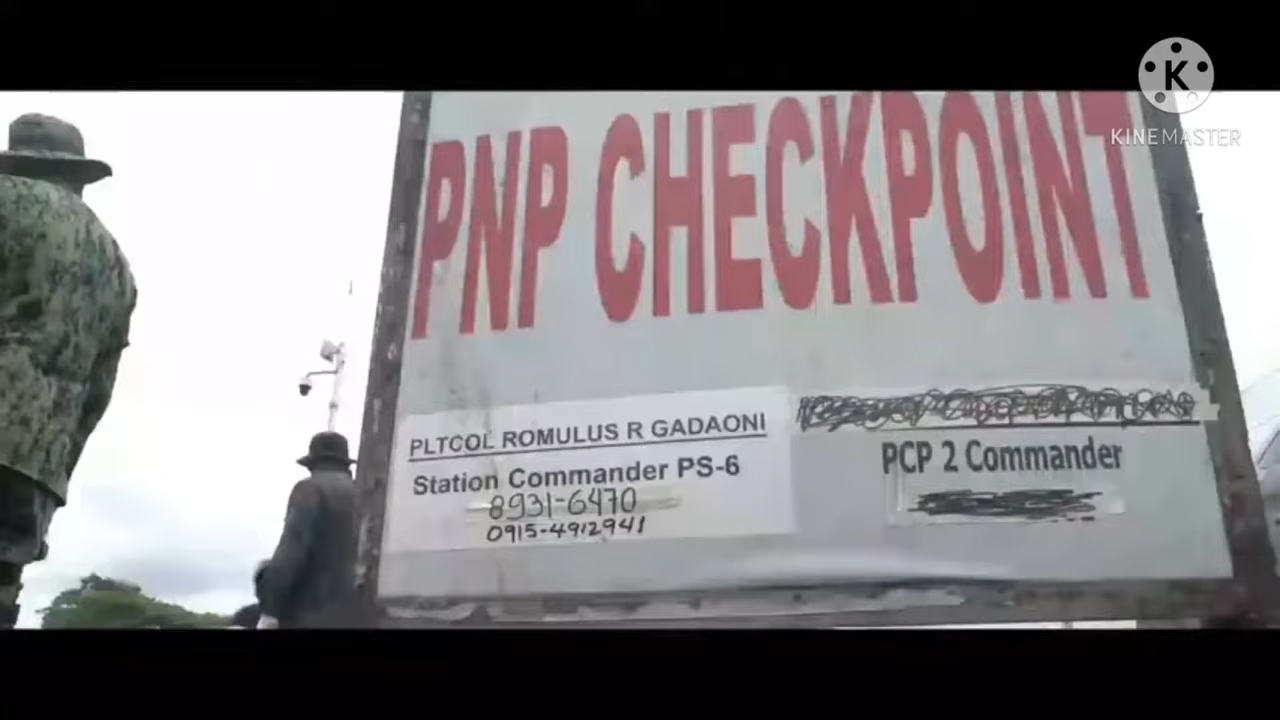 PNP CHECKPOINT
PLTCOL ROMULUS R GADAONI
Station Commander PS-6
8931-6470
0915-4912941
PCP 2 Commander
K
KINEMASTER